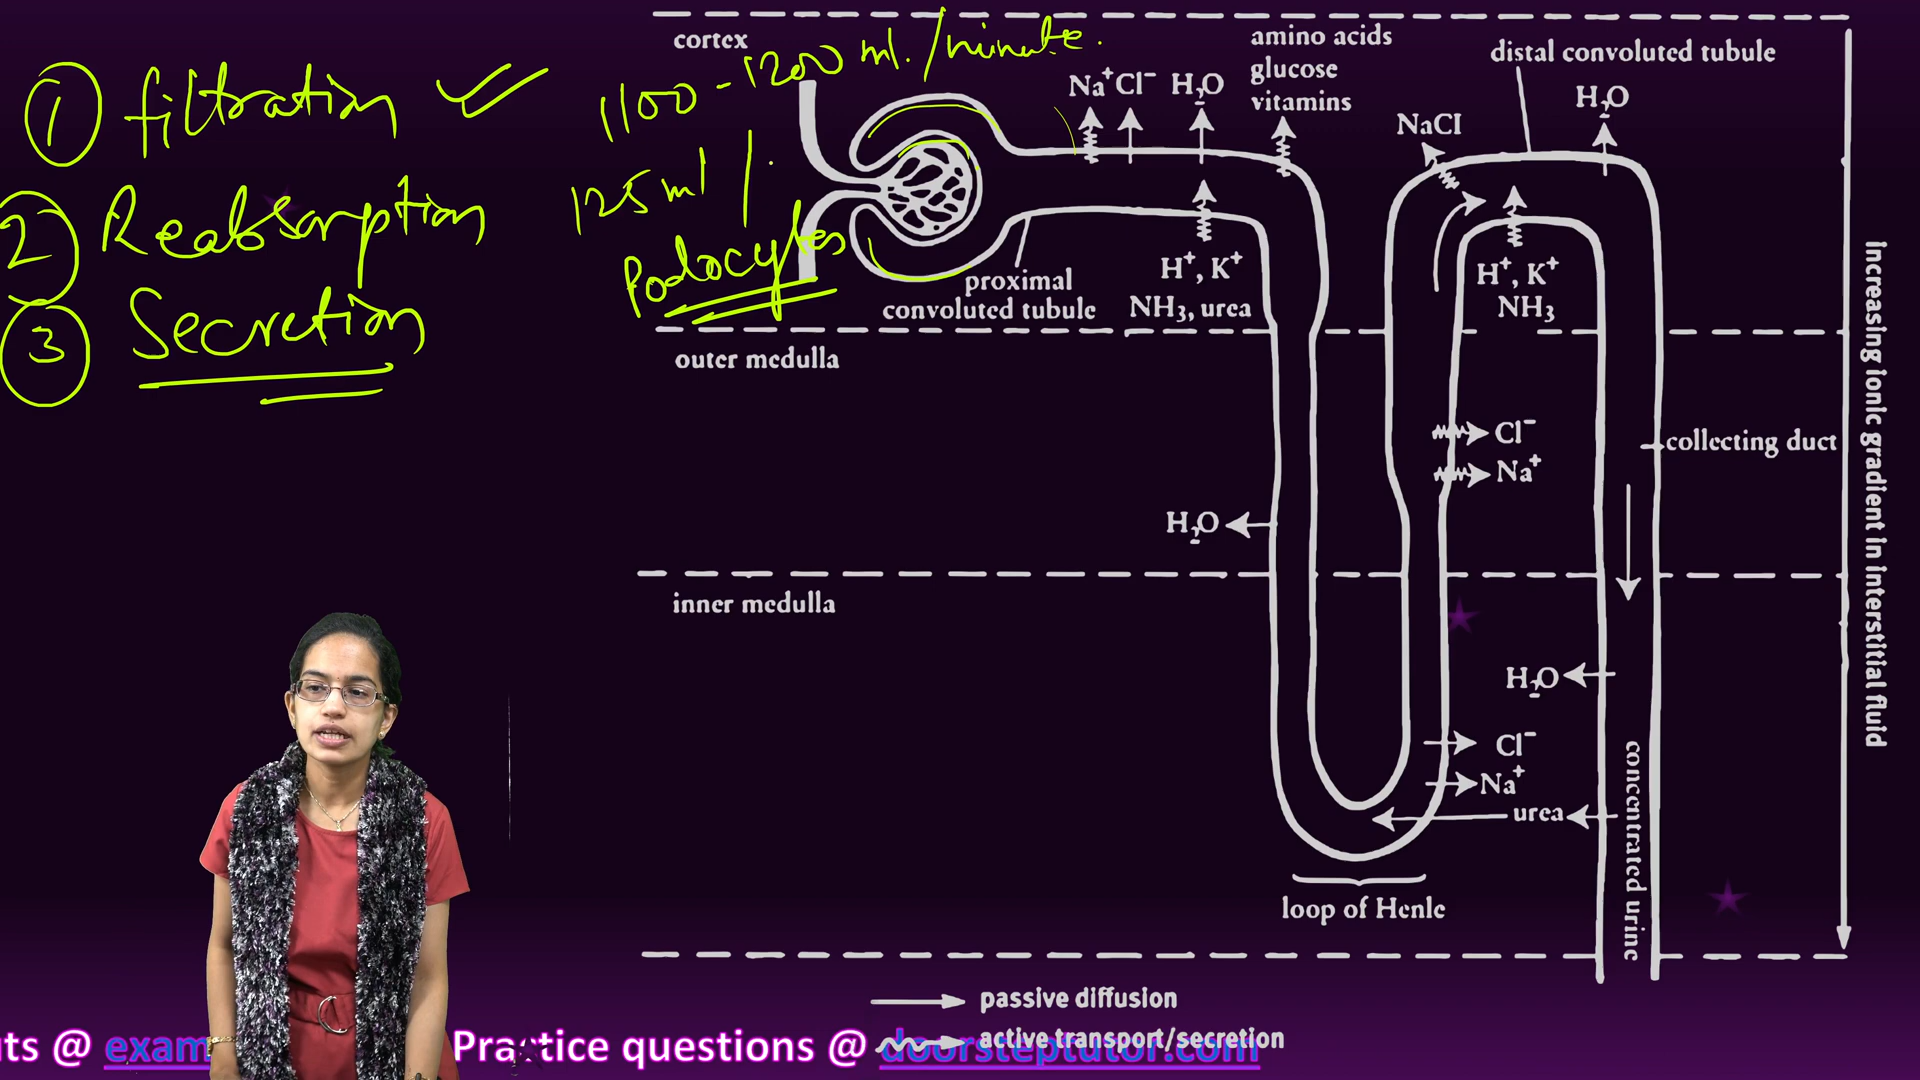 ① filtration ✓
② Reabsorption
③ Secretion
1100 - 1200 ml./minute.
125 ml /
Podocytes
cortex
Na⁺ Cl⁻ H₂O
amino acids
glucose
vitamins
distal convoluted tubule
NaCl
H₂O
proximal
convoluted tubule
H⁺, K⁺
NH₃, urea
H⁺, K⁺
NH₃
outer medulla
Cl⁻
Na⁺
collecting duct
H₂O
inner medulla
H₂O
Cl⁻
Na⁺
urea
loop of Henle
concentrated urine
increasing ionic gradient in interstitial fluid
passive diffusion
active transport/secretion
@ exam Practice questions @ doorsteptutor.com